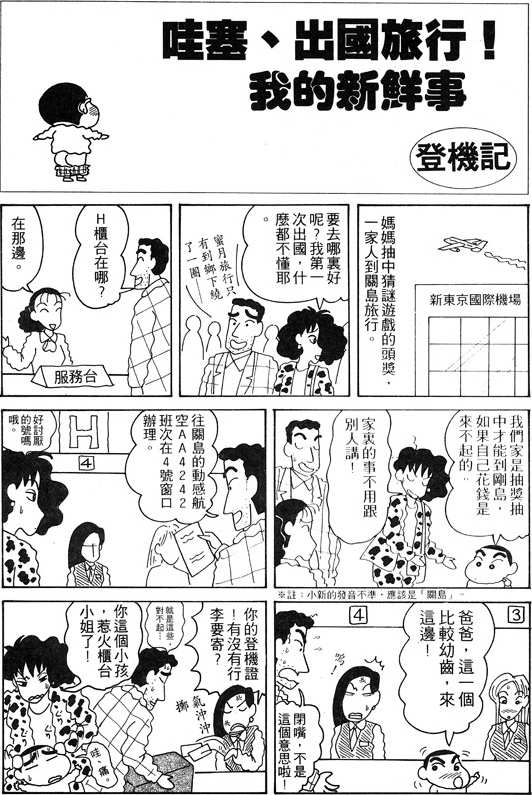 哇塞、出國旅行！
我的新鮮事
登機記
新東京國際機場
媽媽抽中猜謎遊戲的頭獎，
一家人到關島旅行。
要去哪裏好
呢？我第一
次出國，什
麼都不懂耶
。
蜜月旅行只
有到鄉下繞
了一圈——
H
櫃台在哪？
在那邊。
服務台
我們家是抽獎抽
中才能到剛島，
如果自己花錢是
來不起的…
家裏的事不用跟
別人講！
※註：小新的發音不準，應該是「關島」。
往關島的動感航
空AA4242
班次在4號窗口
辦理。
H
4
好討厭
的號碼
哦。
3
4
爸爸，這一個
比較幼齒，來
這邊！
閉嘴，不是
這個意思啦！
你的登機證
！有沒有行
李要寄？
氣沖沖
擲
就是這些，
對不起…
你這個小孩
，惹火櫃台
小姐了！
哇、痛。